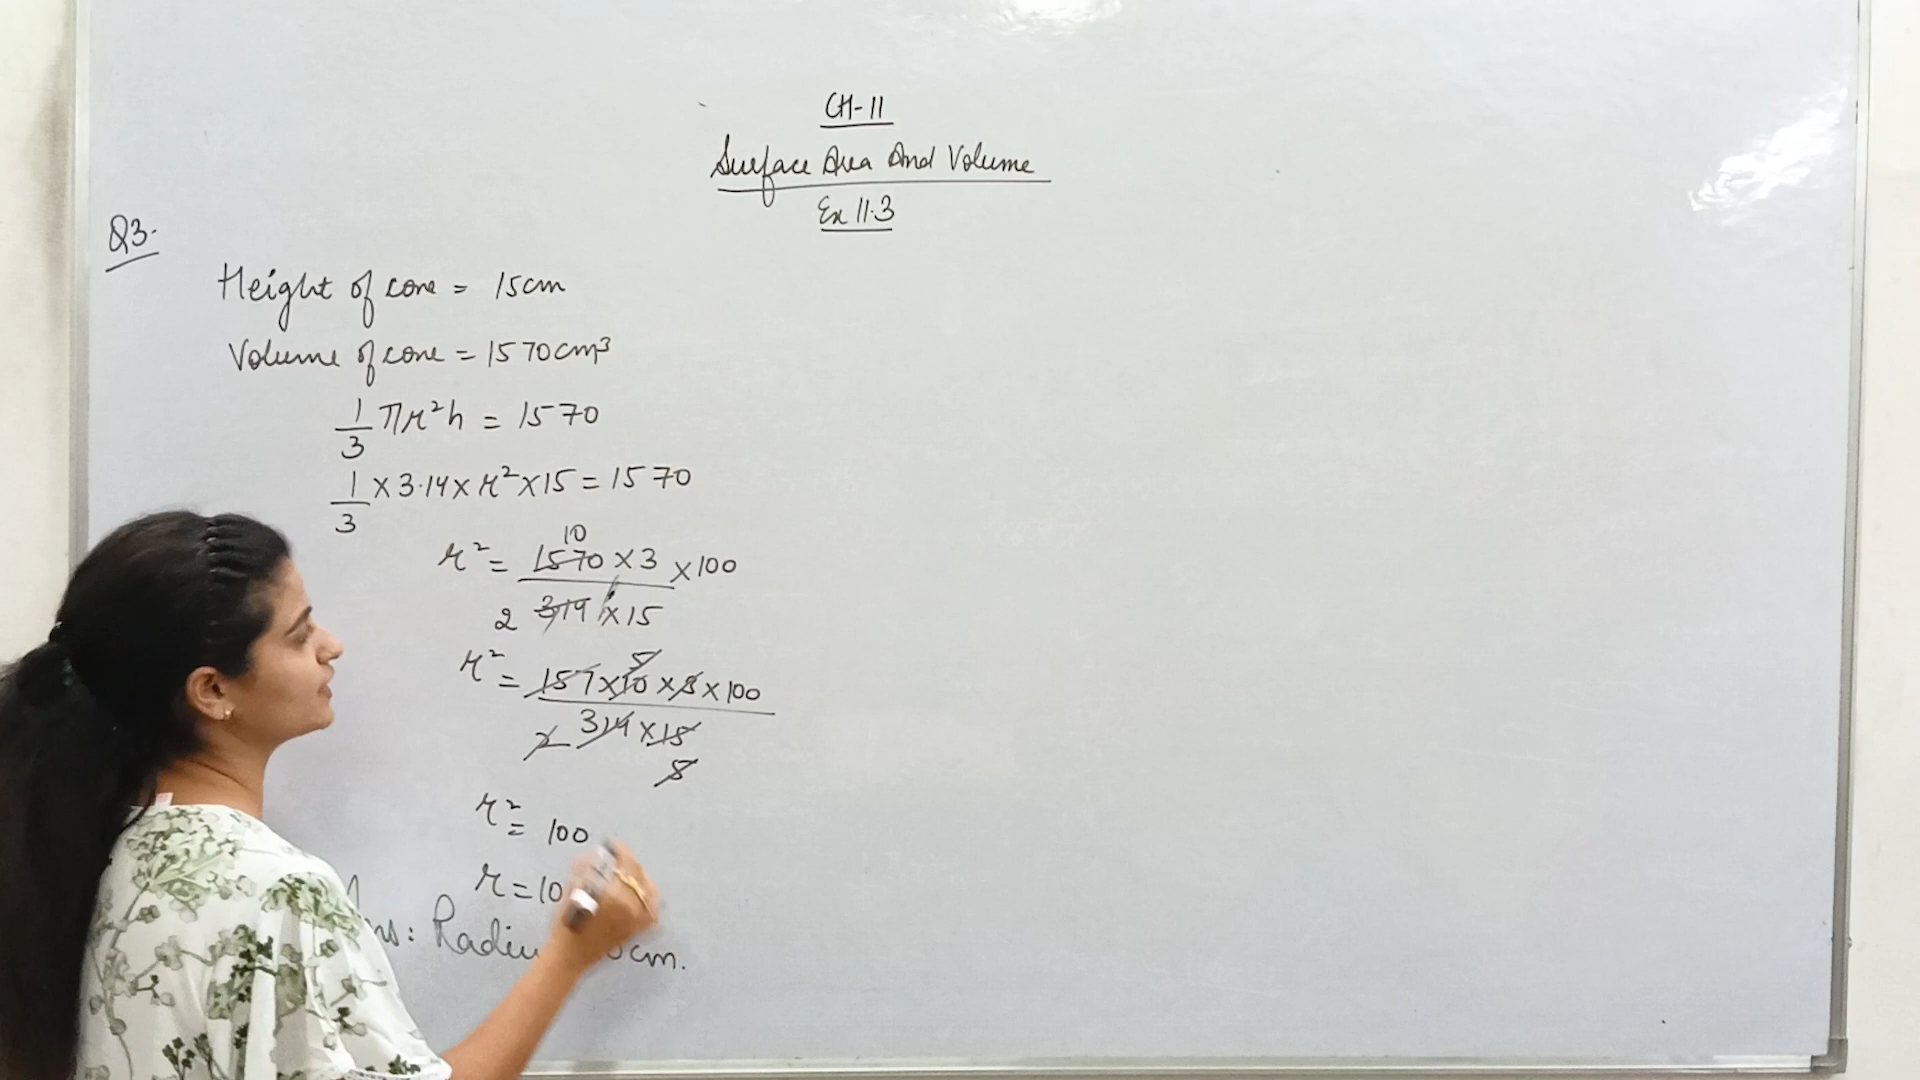 CH-11
Surface Area And Volume
Ex 11.3
Q3.
Height of cone = 15cm
Volume of cone = 1570cm³
1/3 πr²h = 1570
1/3 × 3.14 × r² × 15 = 1570
10
r² = 1570 × 3 / 314 × 15 × 100
2
r² = 157 × 10 × 3 × 100 / 314 × 15
5
2
5
r² = 100
r = 10
Radiu cm.